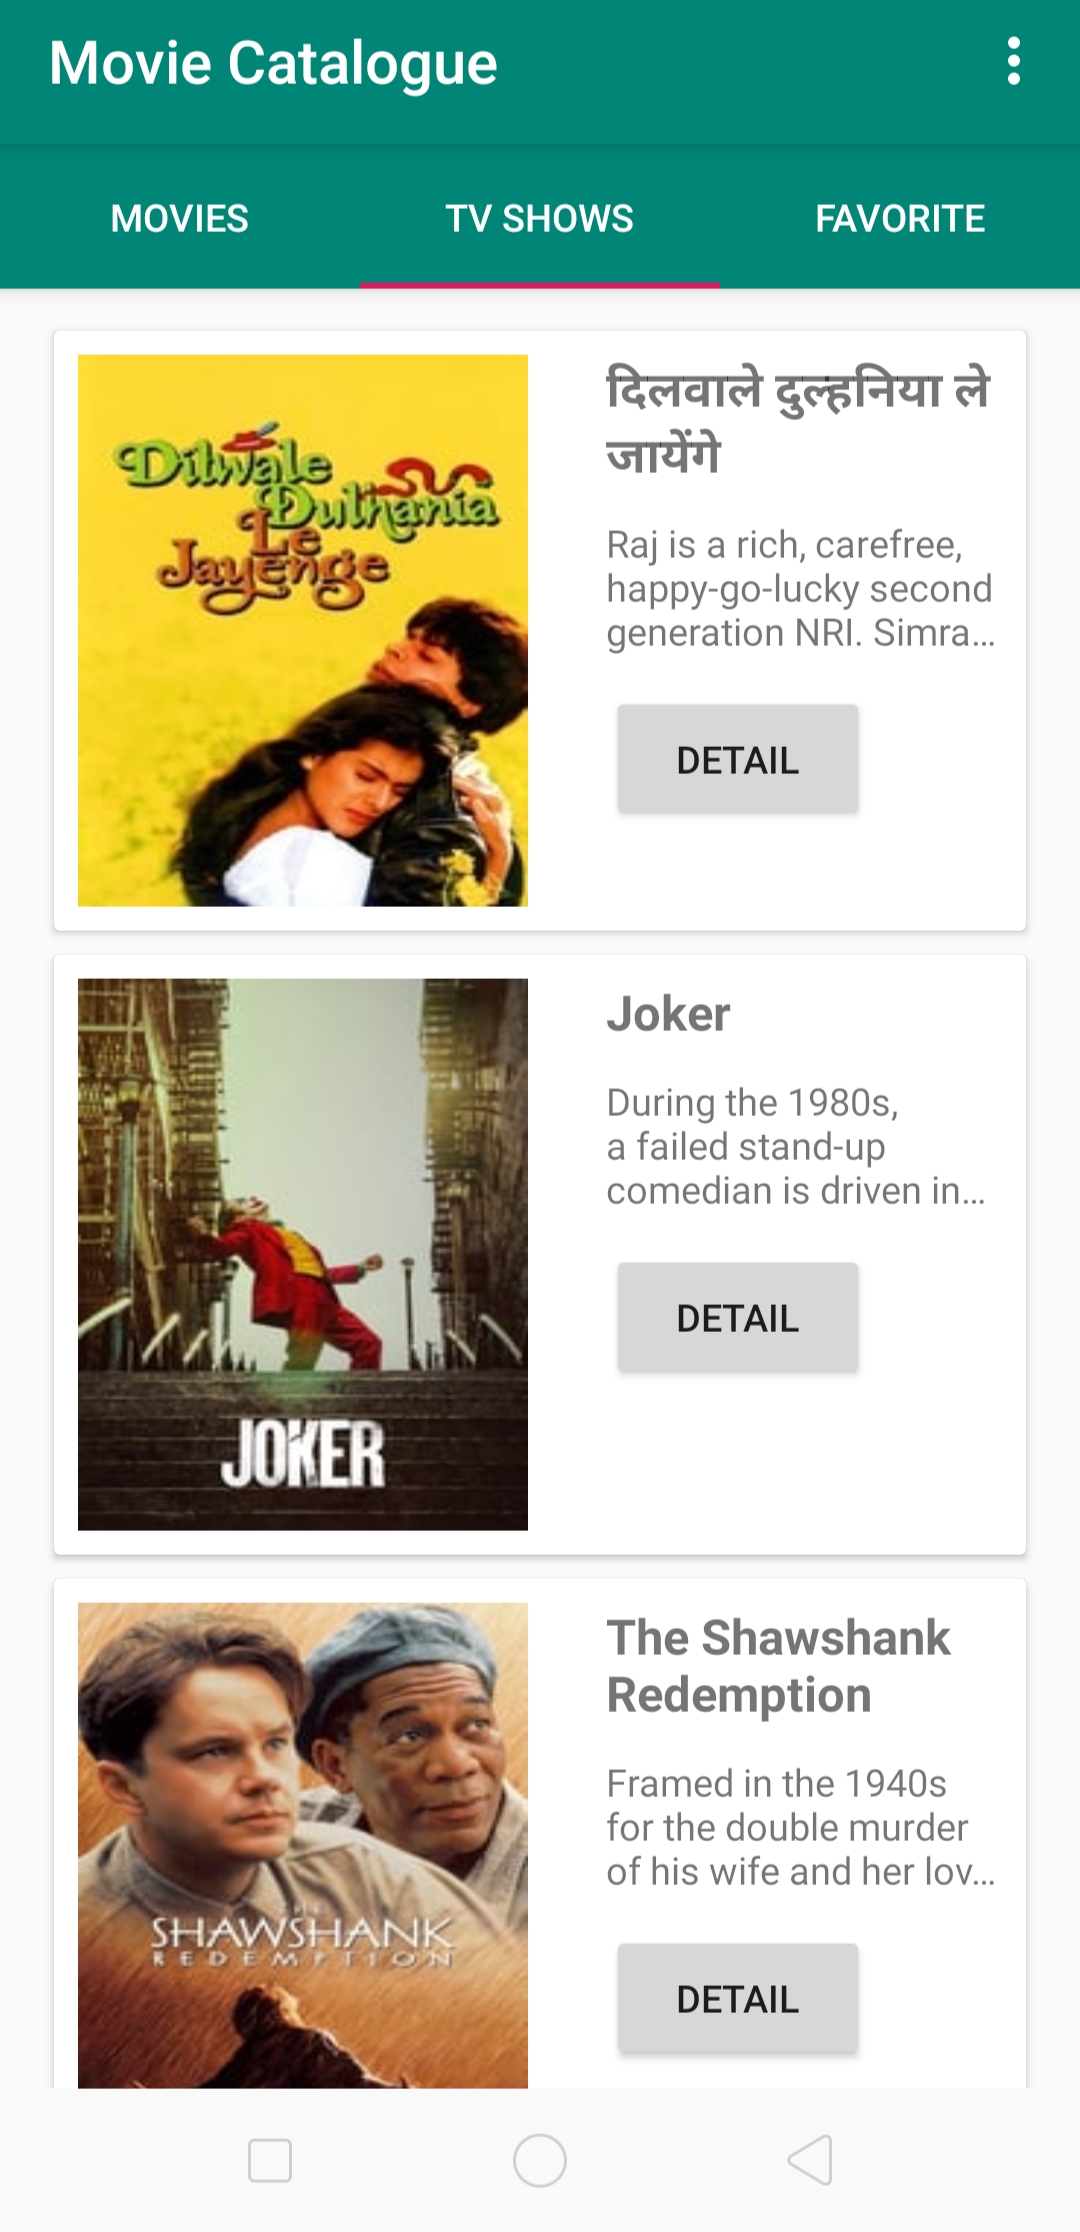 Movie Catalogue
MOVIES
TV SHOWS
FAVORITE
Dilwale
Dulhania
Le
Jayenge
दिलवाले दुल्हनिया ले
जायेंगे
Raj is a rich, carefree,
happy-go-lucky second
generation NRI. Simra...
DETAIL
JOKER
Joker
During the 1980s,
a failed stand-up
comedian is driven in...
DETAIL
THE
SHAWSHANK
REDEMPTION
The Shawshank
Redemption
Framed in the 1940s
for the double murder
of his wife and her lov...
DETAIL